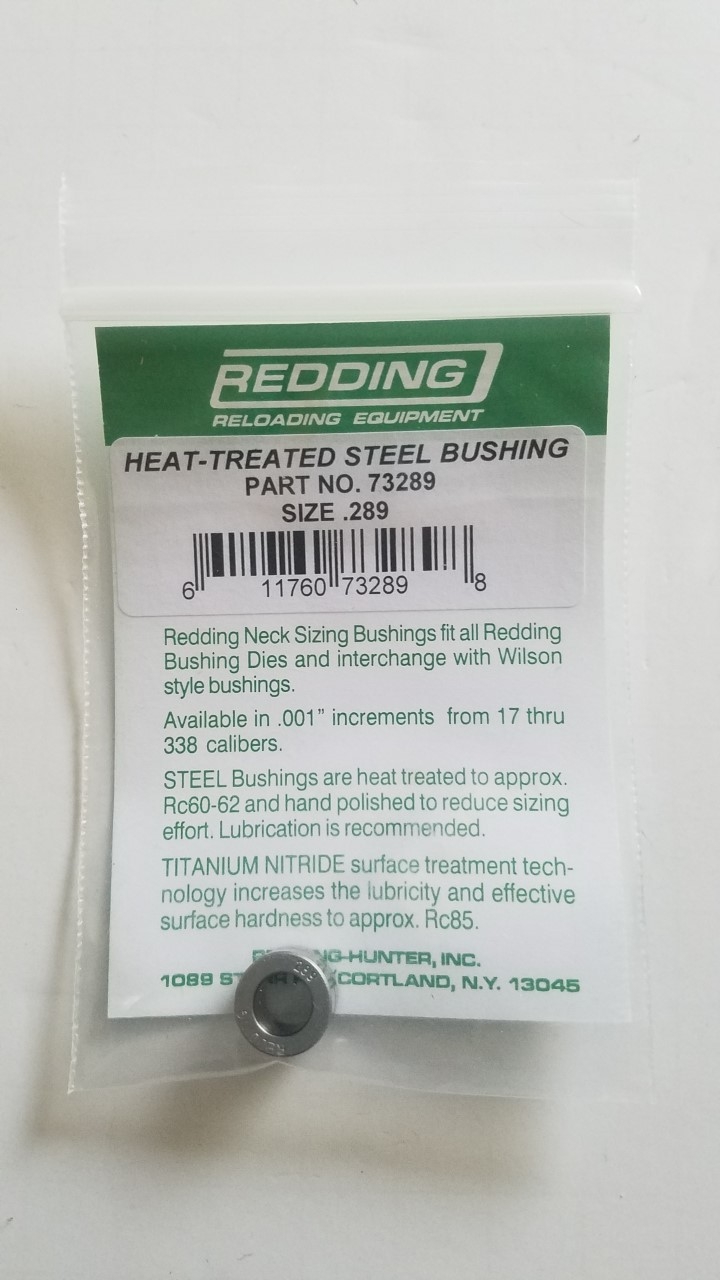 REDDING
RELOADING EQUIPMENT
HEAT-TREATED STEEL BUSHING
PART NO. 73289
SIZE .289
6 11760 73289 8
Redding Neck Sizing Bushings fit all Redding
Bushing Dies and interchange with Wilson
style bushings.
Available in .001" increments from 17 thru
338 calibers.
STEEL Bushings are heat treated to approx.
Rc60-62 and hand polished to reduce sizing
effort. Lubrication is recommended.
TITANIUM NITRIDE surface treatment tech-
nology increases the lubricity and effective
surface hardness to approx. Rc85.
NG-HUNTER, INC.
1089 CORTLAND, N.Y. 13045